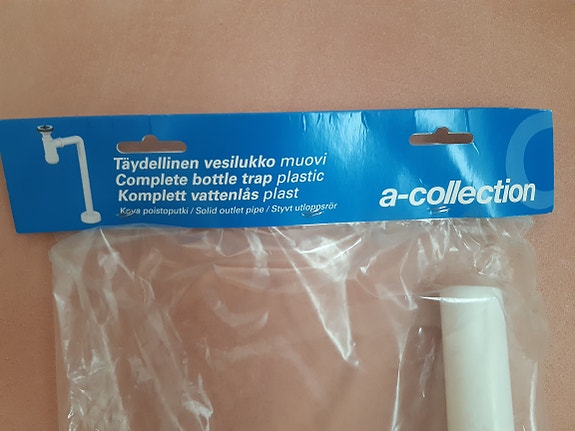 Täydellinen vesilukko muovi
Complete bottle trap plastic
Komplett vattenlås plast
Kova poistoputki / Solid outlet pipe / Styvt utloppsrör
a-collection